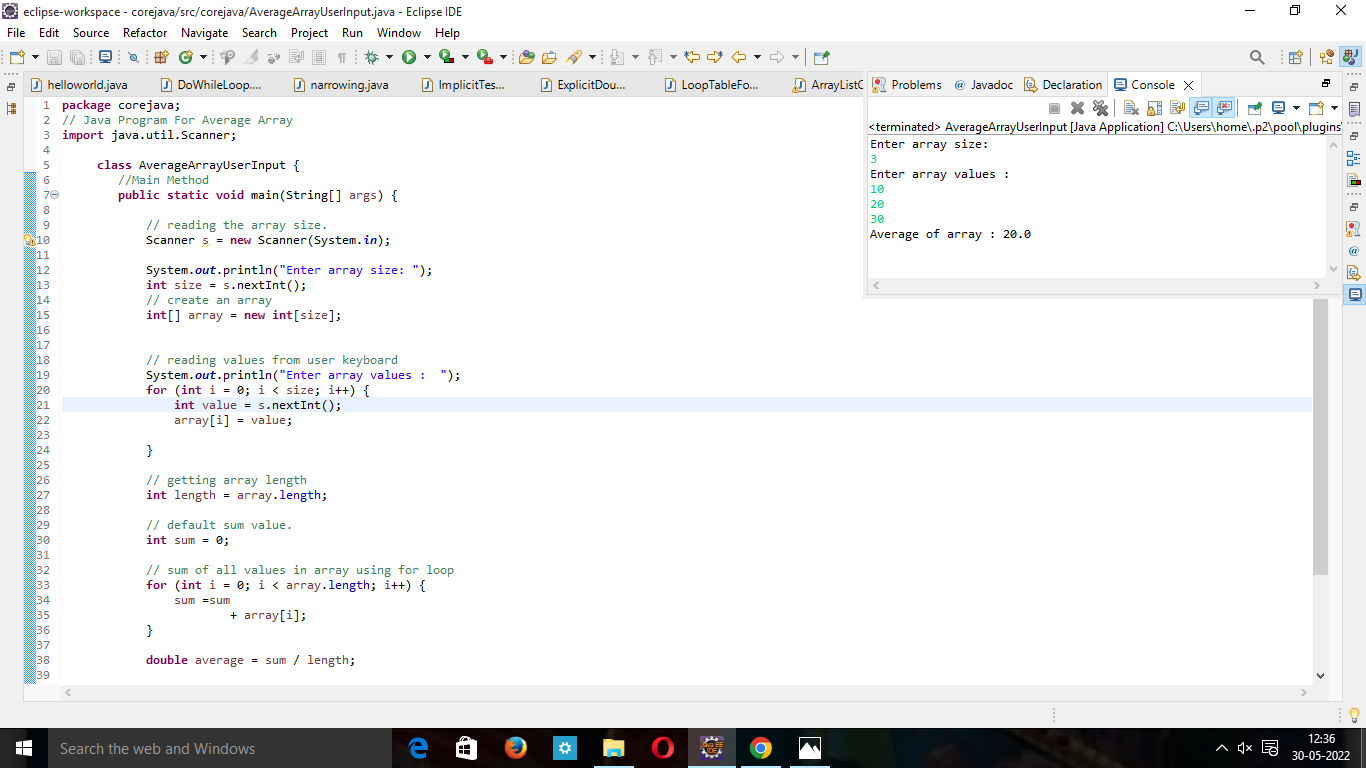 eclipse-workspace - corejava/src/corejava/AverageArrayUserInput.java - Eclipse IDE
File Edit Source Refactor Navigate Search Project Run Window Help
helloworld.java DoWhileLoop.... narrowing.java ImplicitTes... ExplicitDou... LoopTableFo... ArrayListC
Problems @ Javadoc Declaration Console
<terminated> AverageArrayUserInput [Java Application] C:\Users\home\.p2\pool\plugins
Enter array size:
3
Enter array values :
10
20
30
Average of array : 20.0
1 package corejava;
2 // Java Program For Average Array
3 import java.util.Scanner;
4
5 class AverageArrayUserInput {
6 //Main Method
7 public static void main(String[] args) {
8
9 // reading the array size.
10 Scanner s = new Scanner(System.in);
11
12 System.out.println("Enter array size: ");
13 int size = s.nextInt();
14 // create an array
15 int[] array = new int[size];
16
17
18 // reading values from user keyboard
19 System.out.println("Enter array values :  ");
20 for (int i = 0; i < size; i++) {
21 int value = s.nextInt();
22 array[i] = value;
23
24 }
25
26 // getting array length
27 int length = array.length;
28
29 // default sum value.
30 int sum = 0;
31
32 // sum of all values in array using for loop
33 for (int i = 0; i < array.length; i++) {
34 sum =sum
35 + array[i];
36 }
37
38 double average = sum / length;
39
Search the web and Windows
12:36
30-05-2022